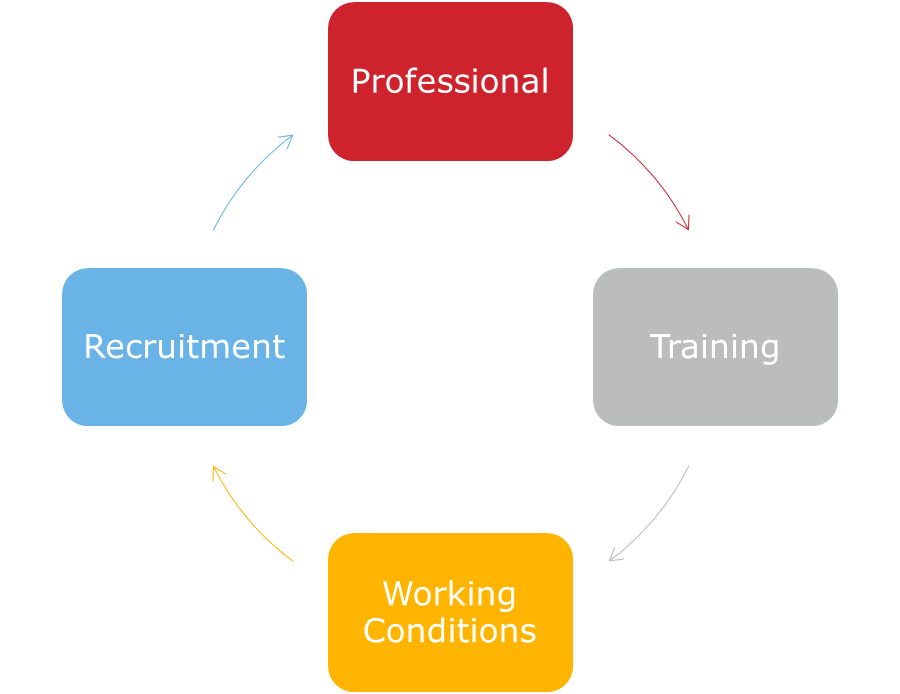 Professional
Recruitment
Training
Working
Conditions